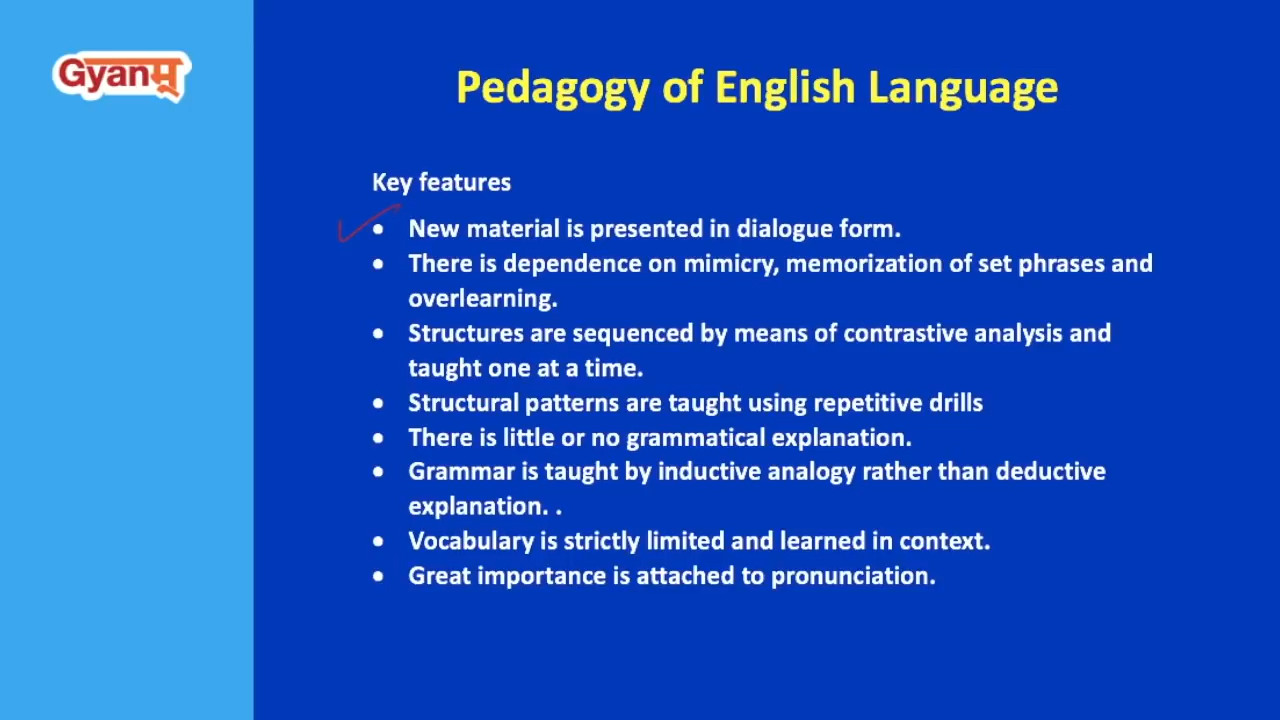 Gyanम्
Pedagogy of English Language
Key features
• New material is presented in dialogue form.
• There is dependence on mimicry, memorization of set phrases and
overlearning.
• Structures are sequenced by means of contrastive analysis and
taught one at a time.
• Structural patterns are taught using repetitive drills
• There is little or no grammatical explanation.
• Grammar is taught by inductive analogy rather than deductive
explanation. .
• Vocabulary is strictly limited and learned in context.
• Great importance is attached to pronunciation.